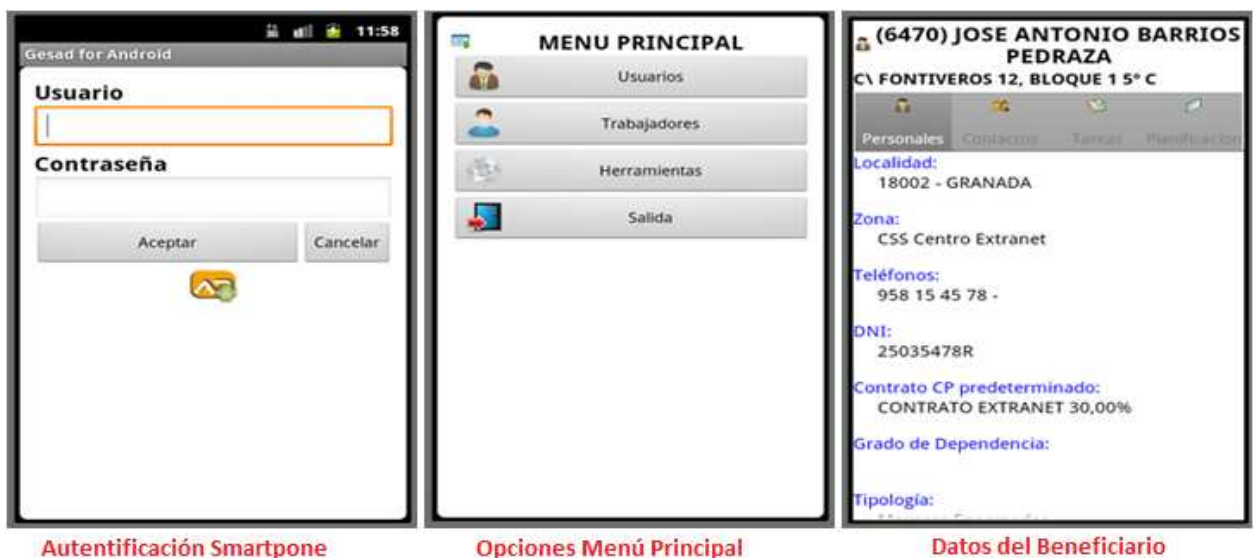 11:58
Gesad for Android
Usuario
Contraseña
Aceptar
Cancelar
Autentificación Smartpone
MENU PRINCIPAL
Usuarios
Trabajadores
Herramientas
Salida
Opciones Menú Principal
(6470) JOSE ANTONIO BARRIOS
PEDRAZA
C\ FONTIVEROS 12, BLOQUE 1 5° C
Personales Contactos Tareas Planificacion
Localidad:
18002 - GRANADA
Zona:
CSS Centro Extranet
Teléfonos:
958 15 45 78 -
DNI:
25035478R
Contrato CP predeterminado:
CONTRATO EXTRANET 30,00%
Grado de Dependencia:
Tipología:
Datos del Beneficiario